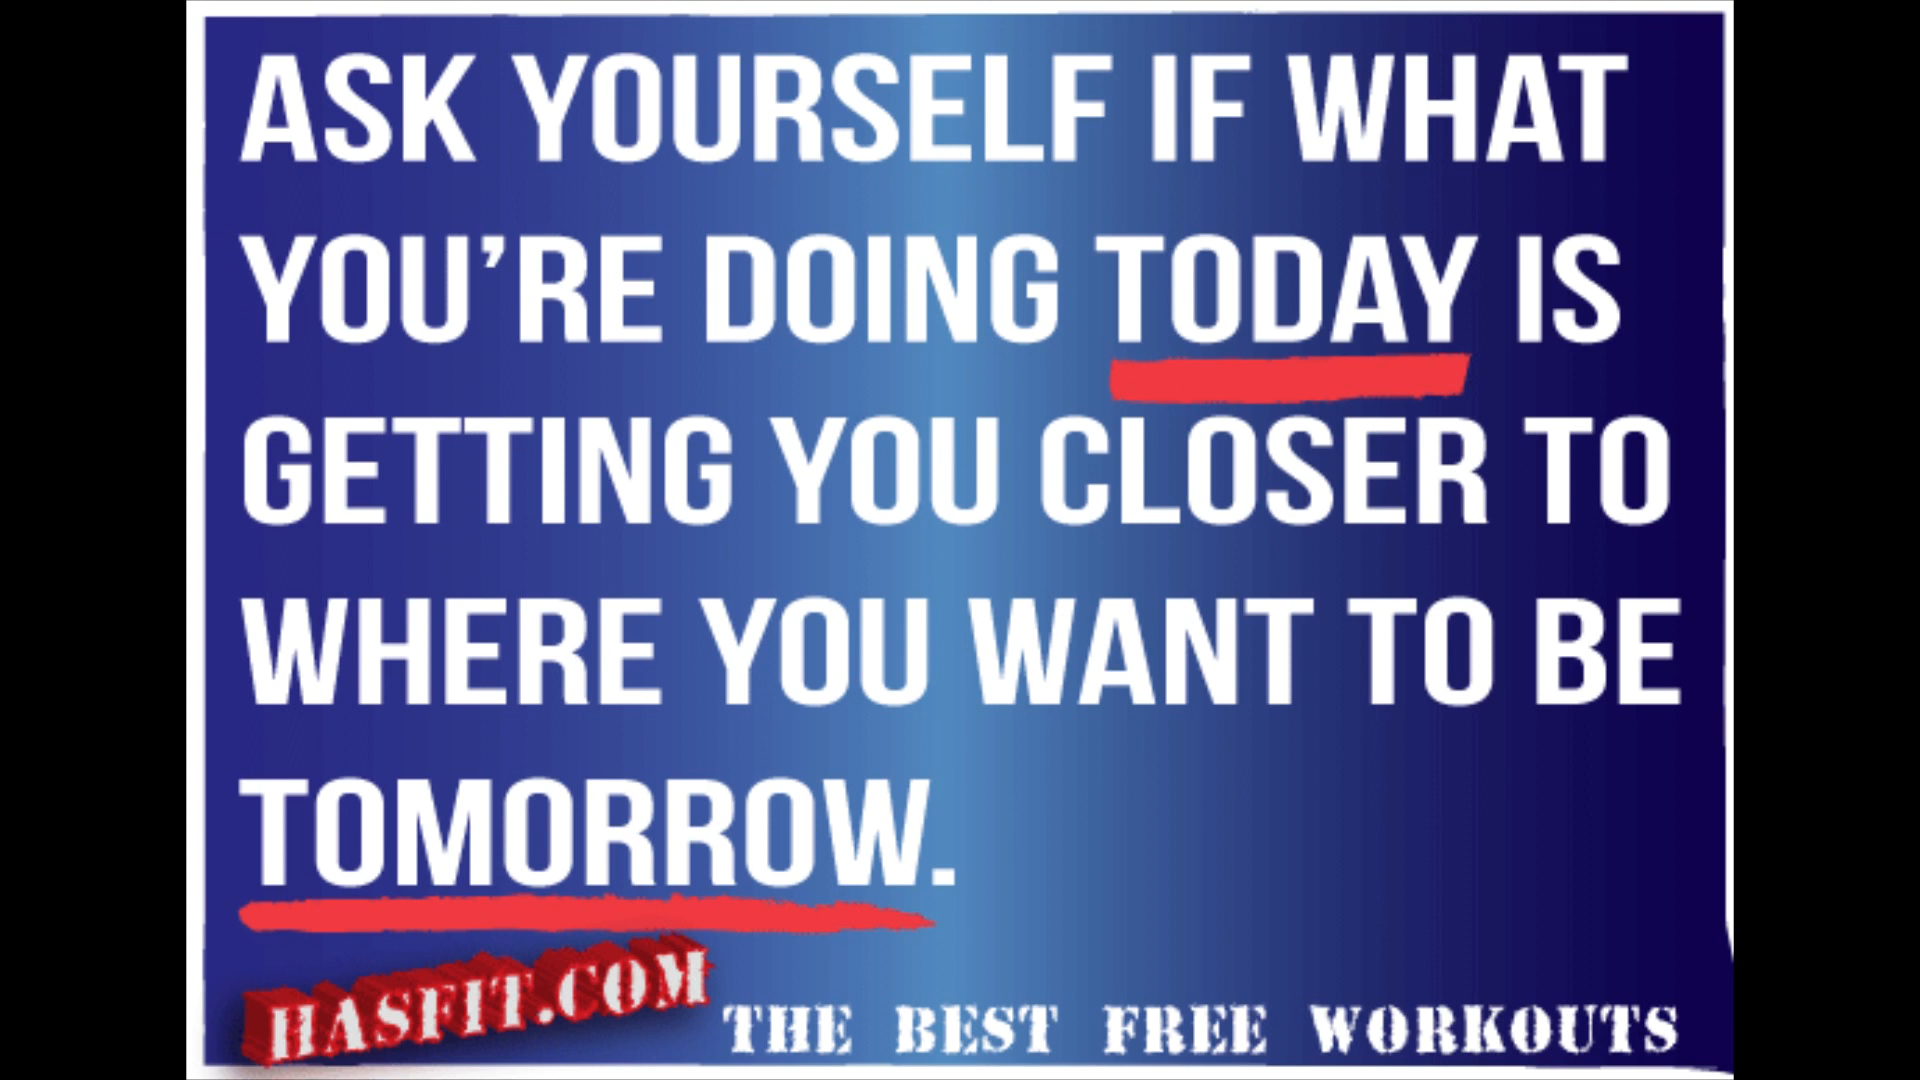 ASK YOURSELF IF WHAT
YOU’RE DOING TODAY IS
GETTING YOU CLOSER TO
WHERE YOU WANT TO BE
TOMORROW.
HASFIT.COM THE BEST FREE WORKOUTS